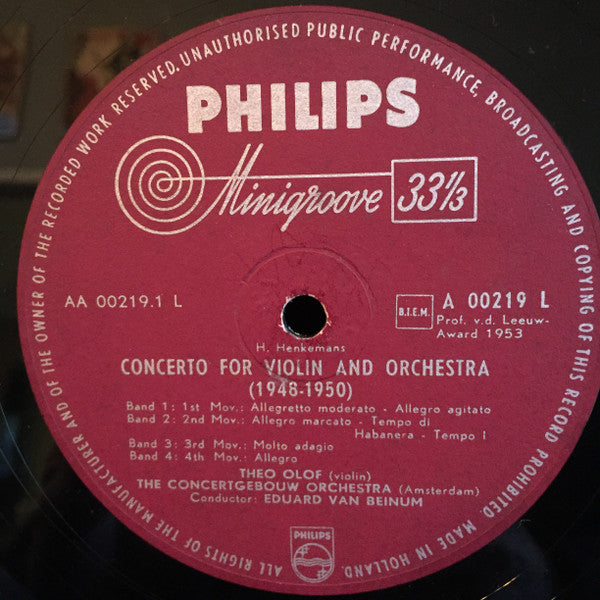 ALL RIGHTS OF THE MANUFACTURER AND OF THE OWNER OF THE RECORDED WORK RESERVED. UNAUTHORISED PUBLIC PERFORMANCE, BROADCASTING AND COPYING OF THIS RECORD PROHIBITED MADE IN HOLLAND.
PHILIPS
Minigroove 33⅓
AA 00219.1 L
B.I.E.M.
A 00219 L
Prof. v.d. Leeuw-
Award 1953
H. Henkemans
CONCERTO FOR VIOLIN AND ORCHESTRA
(1948-1950)
Band 1: 1st Mov.: Allegretto moderato - Allegro agitato
Band 2: 2nd Mov.: Allegro marcato - Tempo di
Habanera - Tempo I
Band 3: 3rd Mov.: Molto adagio
Band 4: 4th Mov.: Allegro
THEO OLOF (violin)
THE CONCERTGEBOUW ORCHESTRA (Amsterdam)
Conductor: EDUARD VAN BEINUM
PHILIPS